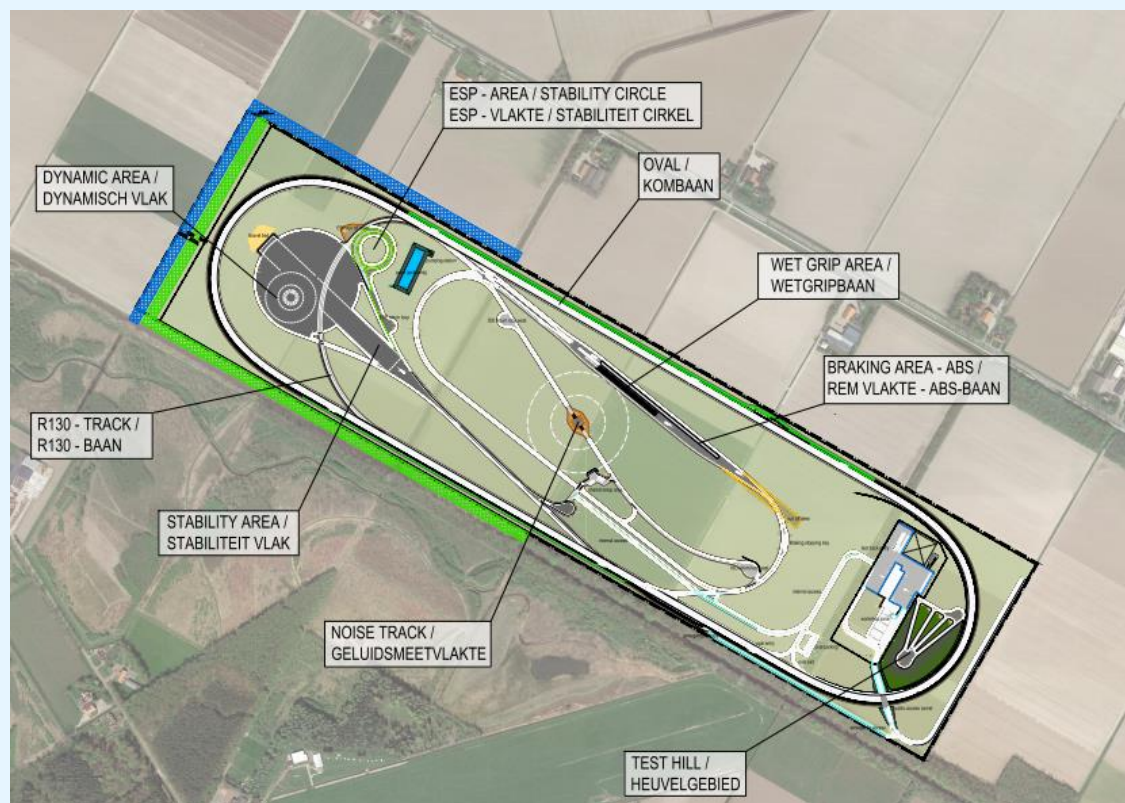 ESP - AREA / STABILITY CIRCLE
ESP - VLAKTE / STABILITEIT CIRKEL
OVAL /
KOMBAAN
DYNAMIC AREA /
DYNAMISCH VLAK
WET GRIP AREA /
WETGRIPBAAN
BRAKING AREA - ABS /
REM VLAKTE - ABS-BAAN
R130 - TRACK /
R130 - BAAN
STABILITY AREA /
STABILITEIT VLAK
NOISE TRACK /
GELUIDSMEETVLAKTE
TEST HILL /
HEUVELGEBIED